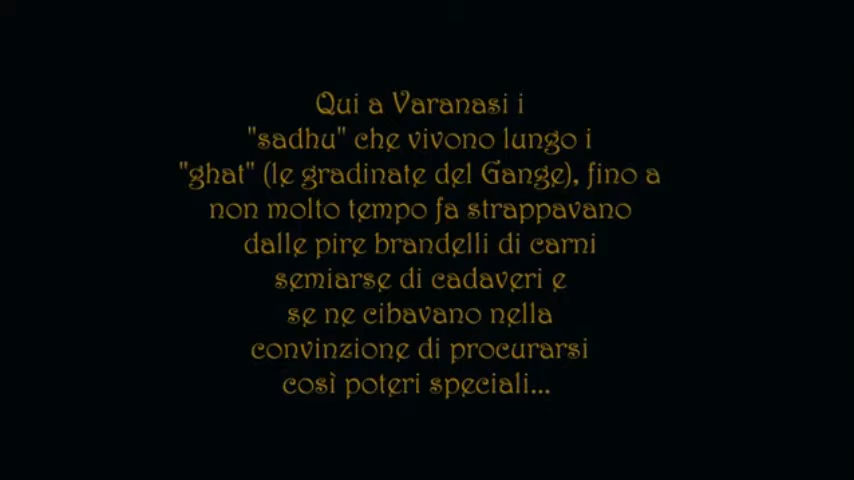 Qui a Varanasi i
"sadhu" che vivono lungo i
"ghat" (le gradinate del Gange), fino a
non molto tempo fa strappavano
dalle pire brandelli di carni
semiarse di cadaveri e
se ne cibavano nella
convinzione di procurarsi
così poteri speciali...